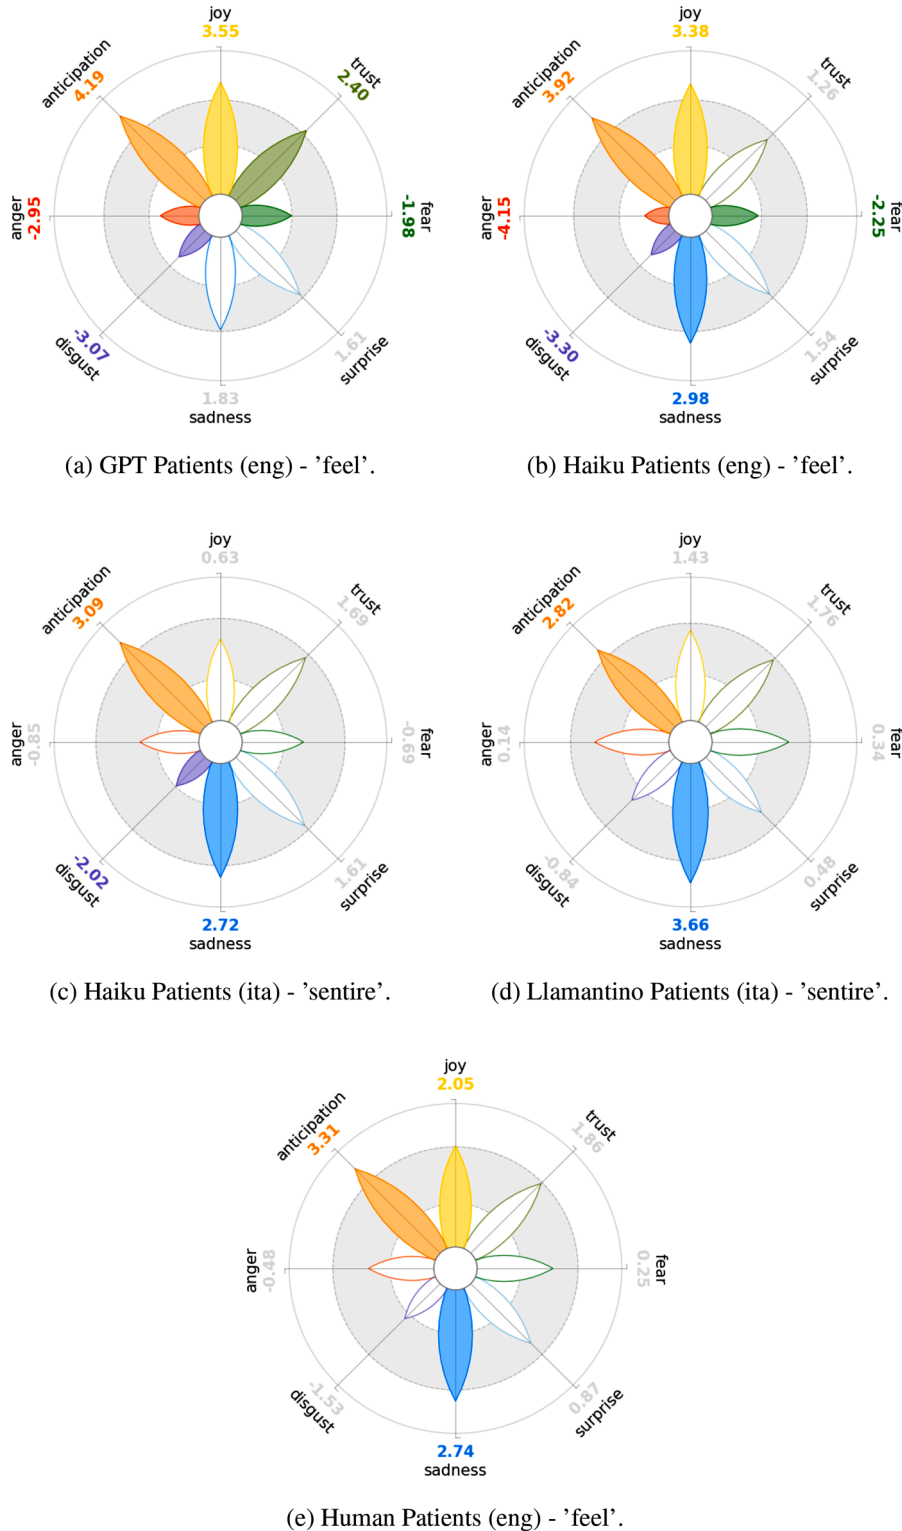 joy
3.55
anticipation
4.19
trust
2.40
anger
-2.95
fear
-1.98
disgust
-3.07
surprise
1.61
1.83
sadness
(a) GPT Patients (eng) - ’feel’.
joy
3.38
anticipation
3.92
trust
1.26
anger
-4.15
fear
-2.25
disgust
-3.30
surprise
1.54
2.98
sadness
(b) Haiku Patients (eng) - ’feel’.
joy
0.63
anticipation
3.09
trust
1.69
anger
-0.85
fear
-0.69
disgust
-2.02
surprise
1.61
2.72
sadness
(c) Haiku Patients (ita) - ’sentire’.
joy
1.43
anticipation
2.82
trust
1.76
anger
0.14
fear
0.34
disgust
-0.84
surprise
0.48
3.66
sadness
(d) Llamantino Patients (ita) - ’sentire’.
joy
2.05
anticipation
3.31
trust
1.86
anger
-0.48
fear
0.25
disgust
-1.53
surprise
0.87
2.74
sadness
(e) Human Patients (eng) - ’feel’.